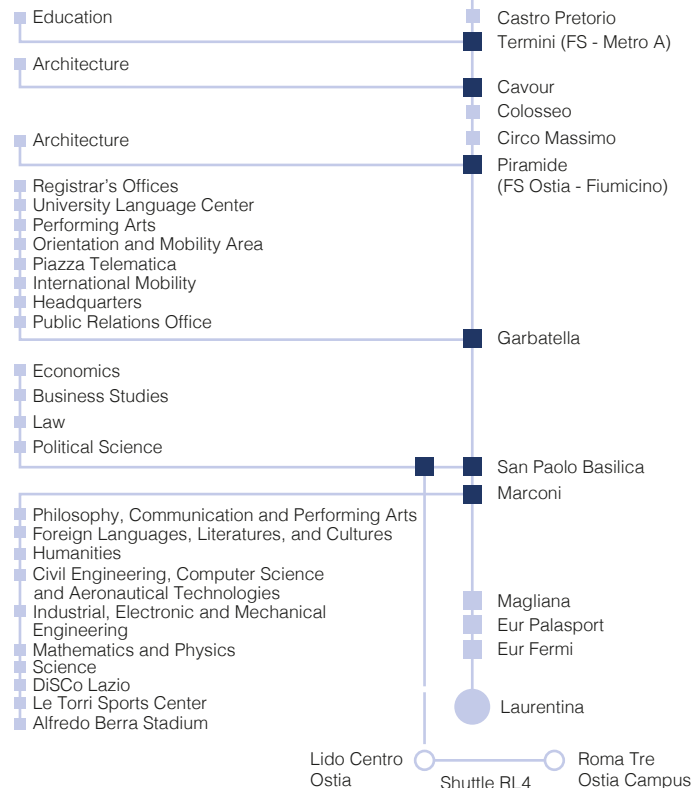 Education
Castro Pretorio
Termini (FS - Metro A)
Architecture
Cavour
Colosseo
Circo Massimo
Architecture
Piramide
(FS Ostia - Fiumicino)
Registrar's Offices
University Language Center
Performing Arts
Orientation and Mobility Area
Piazza Telematica
International Mobility
Headquarters
Public Relations Office
Garbatella
Economics
Business Studies
Law
Political Science
San Paolo Basilica
Marconi
Philosophy, Communication and Performing Arts
Foreign Languages, Literatures, and Cultures
Humanities
Civil Engineering, Computer Science
and Aeronautical Technologies
Industrial, Electronic and Mechanical
Engineering
Mathematics and Physics
Science
DiSCo Lazio
Le Torri Sports Center
Alfredo Berra Stadium
Magliana
Eur Palasport
Eur Fermi
Laurentina
Lido Centro
Ostia
Shuttle RL4
Roma Tre
Ostia Campus